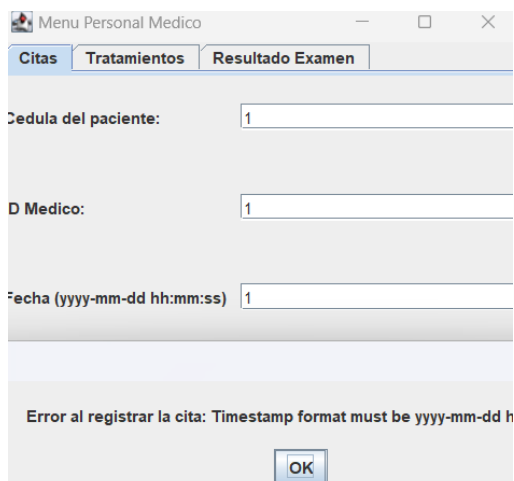 Menu Personal Medico
Citas Tratamientos Resultado Examen
Cedula del paciente: 1
D Medico: 1
Fecha (yyyy-mm-dd hh:mm:ss) 1
Error al registrar la cita: Timestamp format must be yyyy-mm-dd h
OK